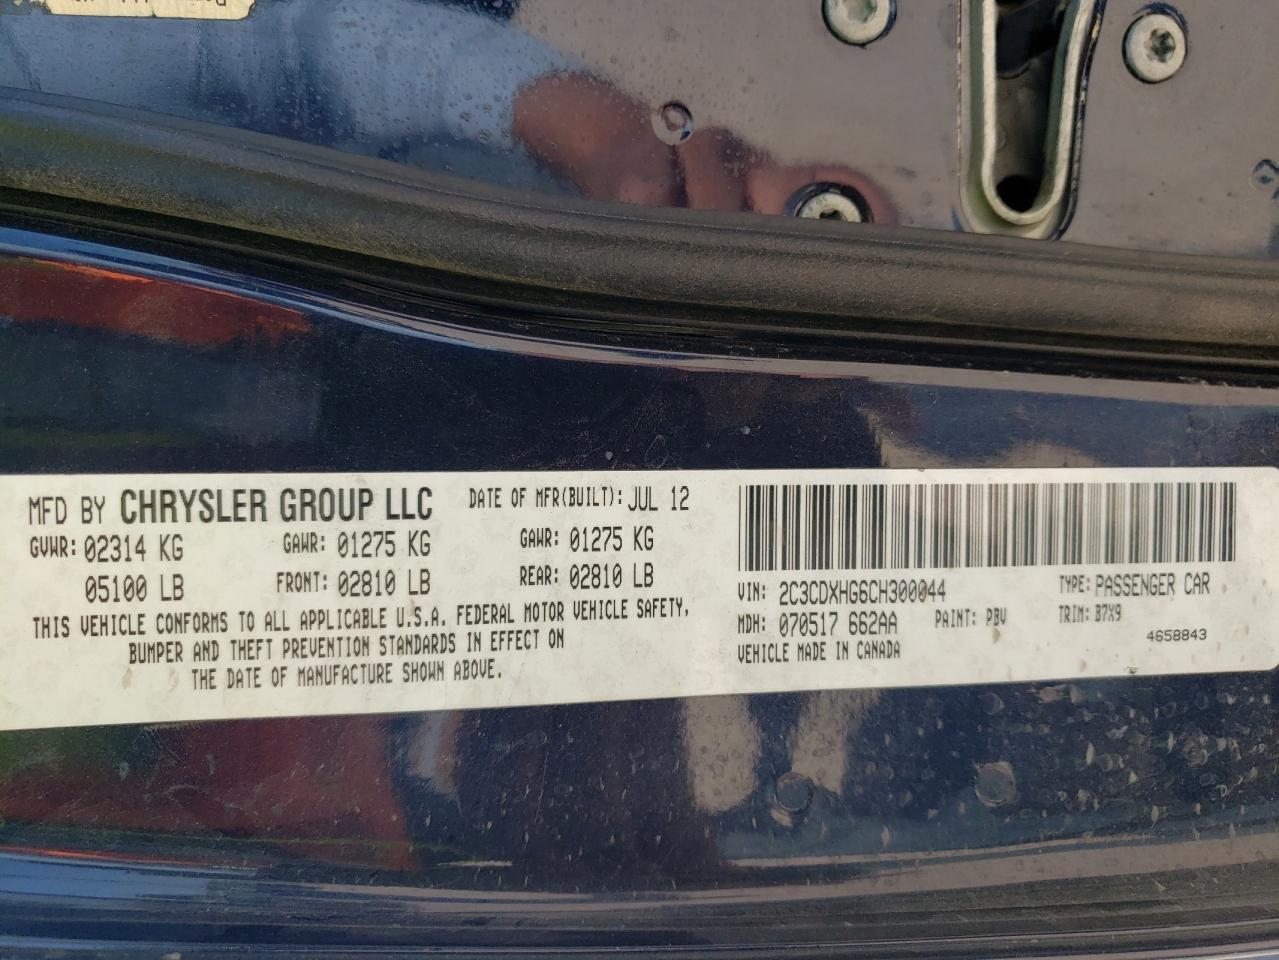 MFD BY CHRYSLER GROUP LLC DATE OF MFR(BUILT): JUL 12
GVWR: 02314 KG GAWR: 01275 KG GAWR: 01275 KG
05100 LB FRONT: 02810 LB REAR: 02810 LB
THIS VEHICLE CONFORMS TO ALL APPLICABLE U.S.A. FEDERAL MOTOR VEHICLE SAFETY,
BUMPER AND THEFT PREVENTION STANDARDS IN EFFECT ON
THE DATE OF MANUFACTURE SHOWN ABOVE.
VIN: 2C3CDXHG6CH300044 TYPE: PASSENGER CAR
MDH: 070517 662AA PAINT: PBV TRIM: B7X9
VEHICLE MADE IN CANADA 4658843